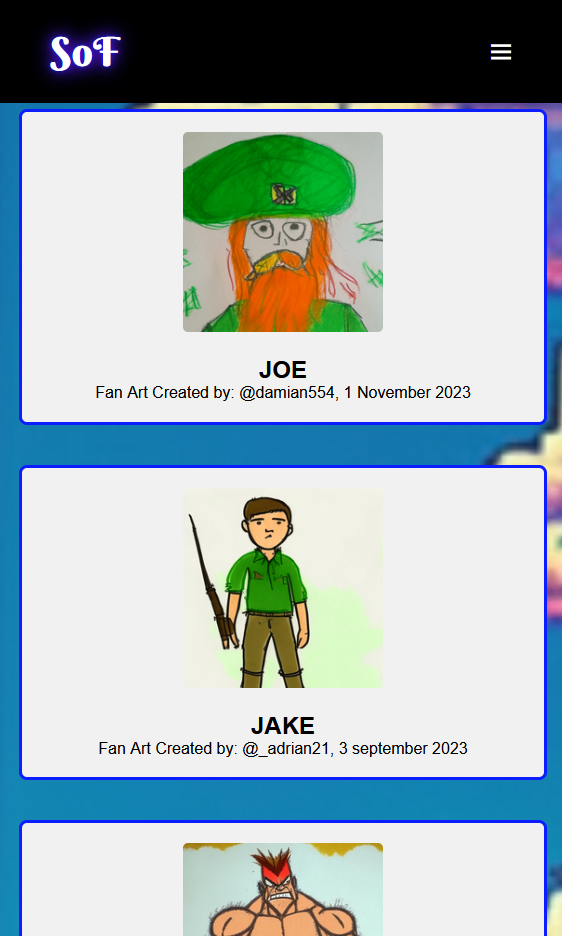 SoF
JOE
Fan Art Created by: @damian554, 1 November 2023
JAKE
Fan Art Created by: @_adrian21, 3 september 2023